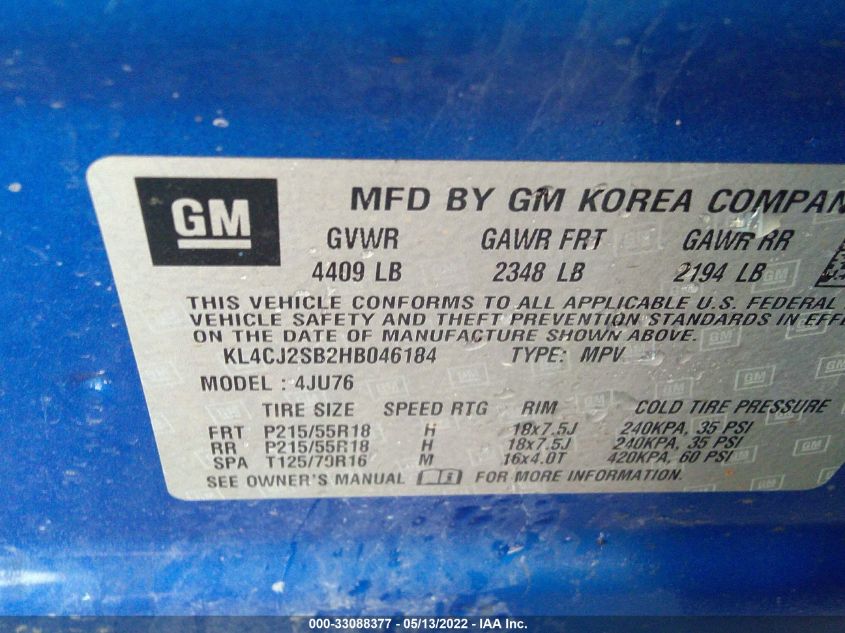 GM
MFD BY GM KOREA COMPAN
GVWR GAWR FRT GAWR RR
4409 LB 2348 LB 2194 LB
THIS VEHICLE CONFORMS TO ALL APPLICABLE U.S. FEDERAL
VEHICLE SAFETY AND THEFT PREVENTION STANDARDS IN EFFE
ON THE DATE OF MANUFACTURE SHOWN ABOVE.
KL4CJ2SB2HB046184 TYPE: MPV
MODEL : 4JU76
TIRE SIZE SPEED RTG RIM COLD TIRE PRESSURE
FRT P215/55R18 H 18x7.5J 240KPA, 35 PSI
RR P215/55R18 H 18x7.5J 240KPA, 35 PSI
SPA T125/70R16 M 16x4.0T 420KPA, 60 PSI
SEE OWNER'S MANUAL FOR MORE INFORMATION.
000-33088377 - 05/13/2022 - IAA Inc.